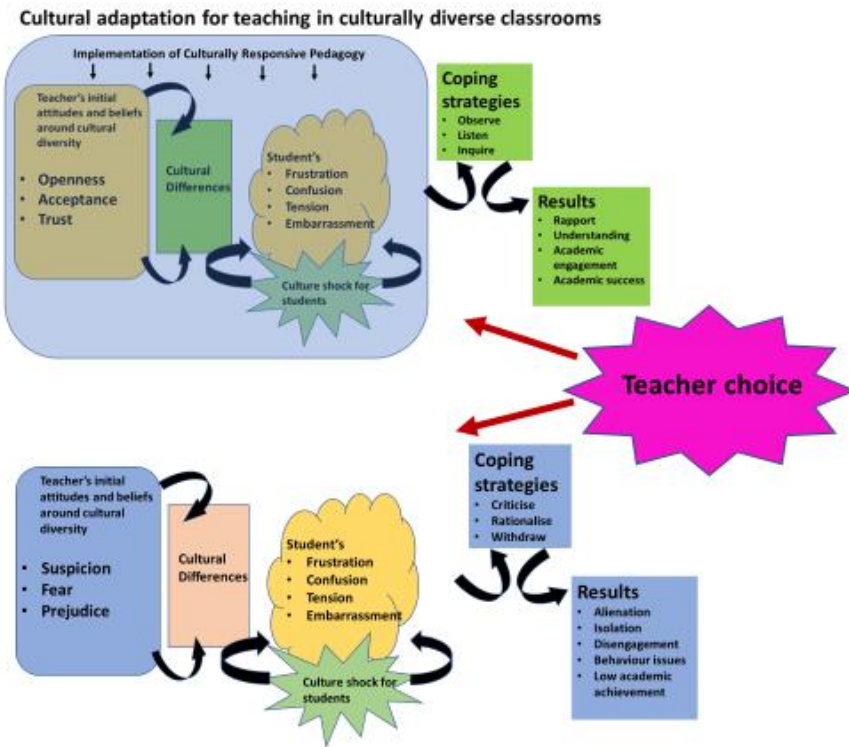 Cultural adaptation for teaching in culturally diverse classrooms
Implementation of Culturally Responsive Pedagogy
Teacher's initial
attitudes and beliefs
around cultural
diversity
• Openness
• Acceptance
• Trust
Cultural
Differences
Student's
• Frustration
• Confusion
• Tension
• Embarrassment
Culture shock for
students
Coping
strategies
• Observe
• Listen
• Inquire
Results
• Rapport
• Understanding
• Academic
engagement
• Academic success
Teacher choice
Teacher's initial
attitudes and beliefs
around cultural
diversity
• Suspicion
• Fear
• Prejudice
Cultural
Differences
Student's
• Frustration
• Confusion
• Tension
• Embarrassment
Culture shock for
students
Coping
strategies
• Criticise
• Rationalise
• Withdraw
Results
• Alienation
• Isolation
• Disengagement
• Behaviour issues
• Low academic
achievement